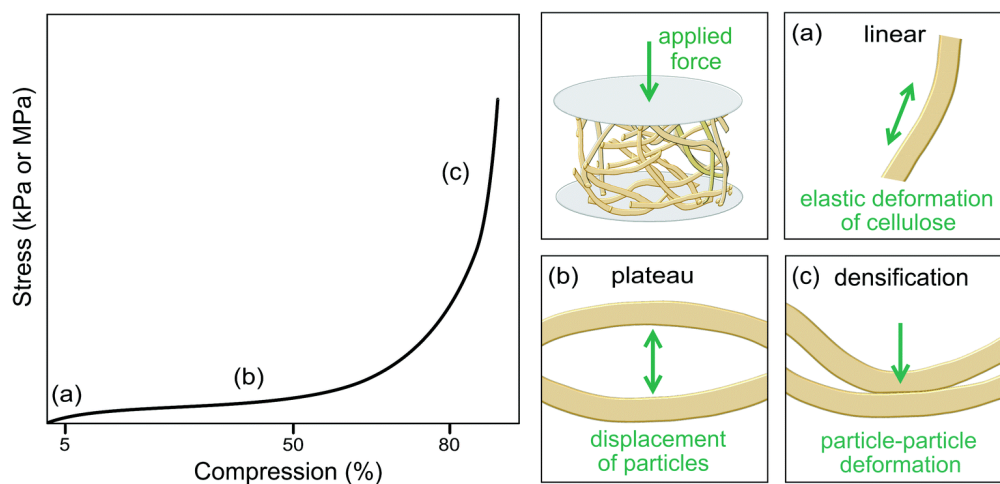 Stress (kPa or MPa)
(a)
(b)
(c)
5
50
80
Compression (%)
applied
force
(a)
linear
elastic deformation
of cellulose
(b)
plateau
displacement
of particles
(c)
densification
particle-particle
deformation